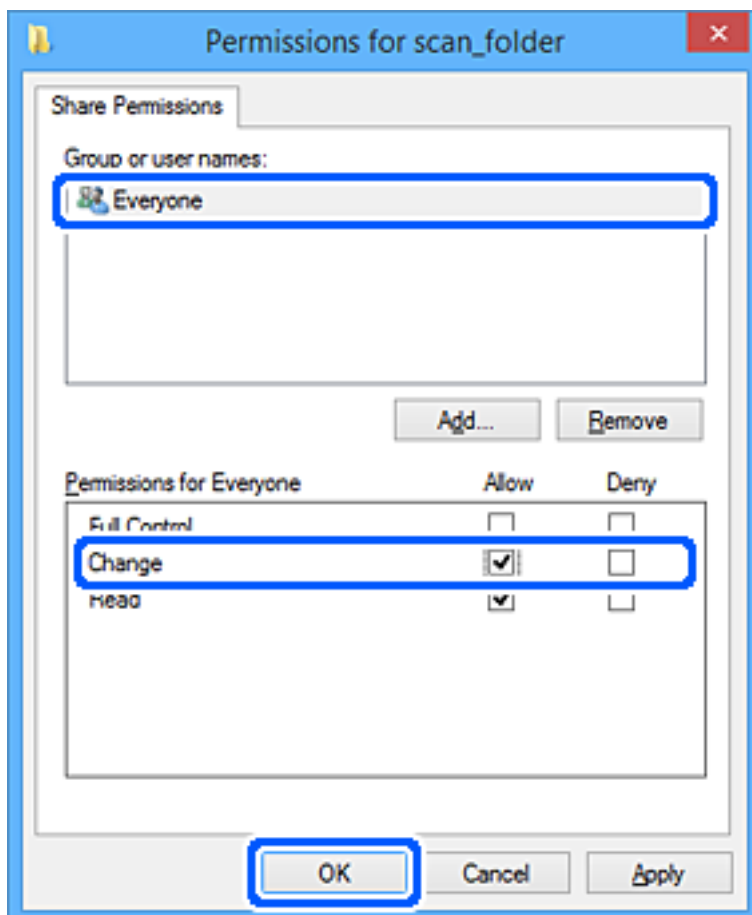 Permissions for scan_folder
Share Permissions
Group or user names:
Everyone
Add... Remove
Permissions for Everyone Allow Deny
Full Control
Change
Read
OK Cancel Apply